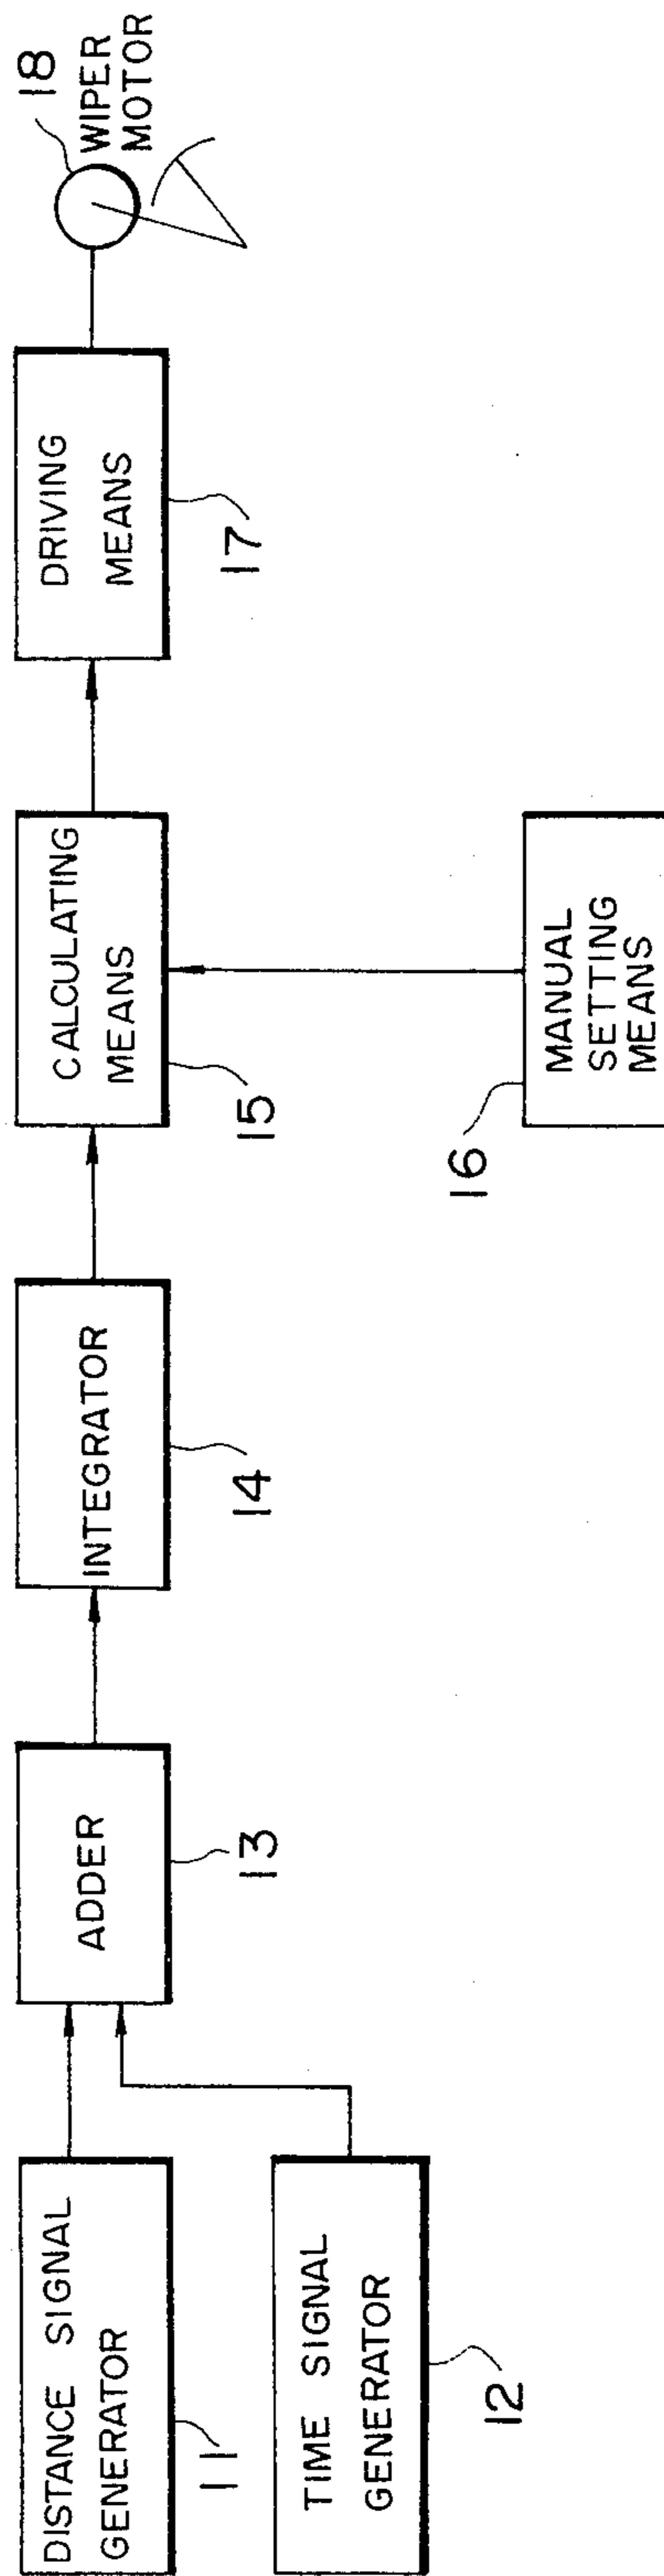 DISTANCE SIGNAL
GENERATOR
11
TIME SIGNAL
GENERATOR
12
ADDER
13
INTEGRATOR
14
CALCULATING
MEANS
15
MANUAL
SETTING
MEANS
16
DRIVING
MEANS
17
18
WIPER
MOTOR